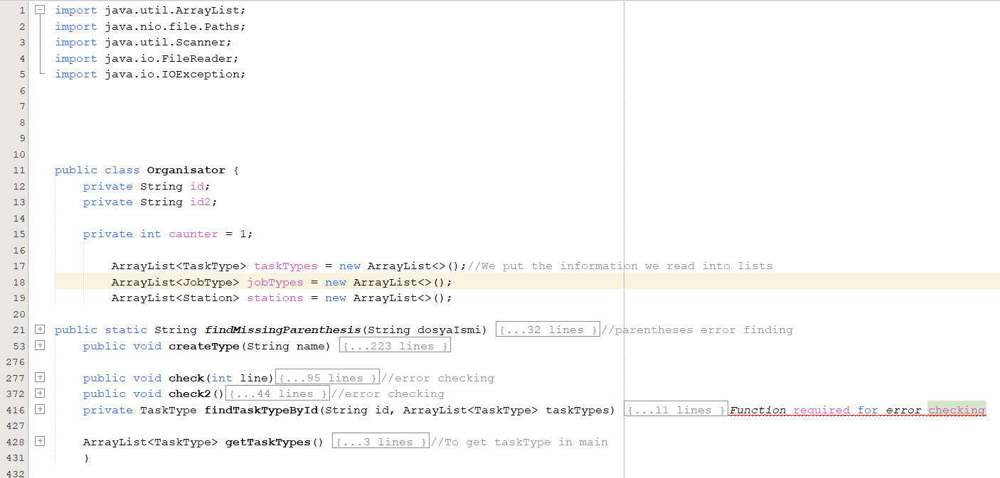 1 import java.util.ArrayList;
2 import java.nio.file.Paths;
3 import java.util.Scanner;
4 import java.io.FileReader;
5 import java.io.IOException;
6
7
8
9
10
11 public class Organisator {
12 private String id;
13 private String id2;
14
15 private int caunter = 1;
16
17 ArrayList<TaskType> taskTypes = new ArrayList<>();//We put the information we read into lists
18 ArrayList<JobType> jobTypes = new ArrayList<>();
19 ArrayList<Station> stations = new ArrayList<>();
20
21 public static String findMissingParenthesis(String dosyaIsmi) {...32 lines }//parentheses error finding
53 public void createType(String name) {...223 lines }
276
277 public void check(int line){...95 lines }//error checking
372 public void check2(){...44 lines }//error checking
416 private TaskType findTaskTypeById(String id, ArrayList<TaskType> taskTypes) {...11 lines }Function required for error checking
427
428 ArrayList<TaskType> getTaskTypes() {...3 lines }//To get taskType in main
431 }
432